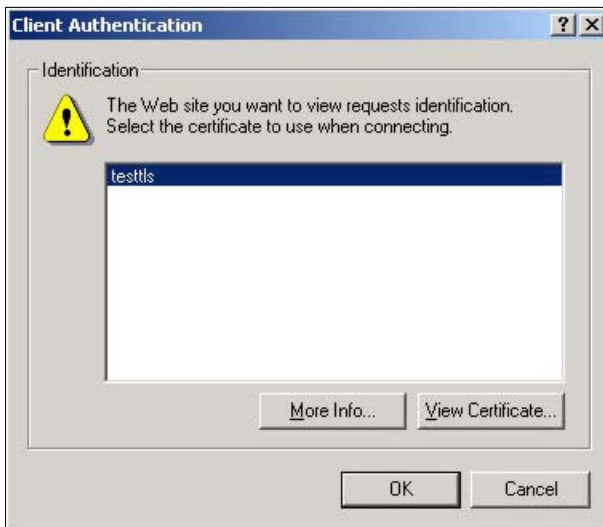 Client Authentication
Identification
The Web site you want to view requests identification.
Select the certificate to use when connecting.
testtls
More Info...
View Certificate...
OK
Cancel